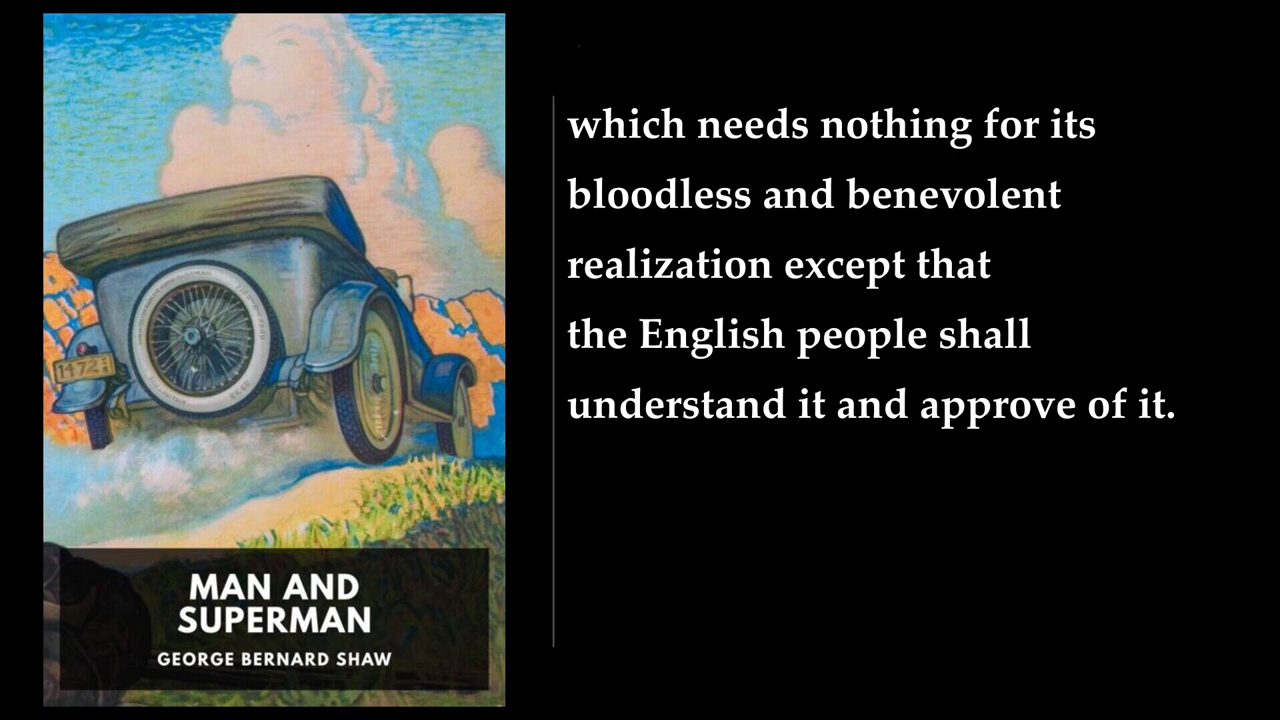 which needs nothing for its
bloodless and benevolent
realization except that
the English people shall
understand it and approve of it.
1472
MAN AND
SUPERMAN
GEORGE BERNARD SHAW